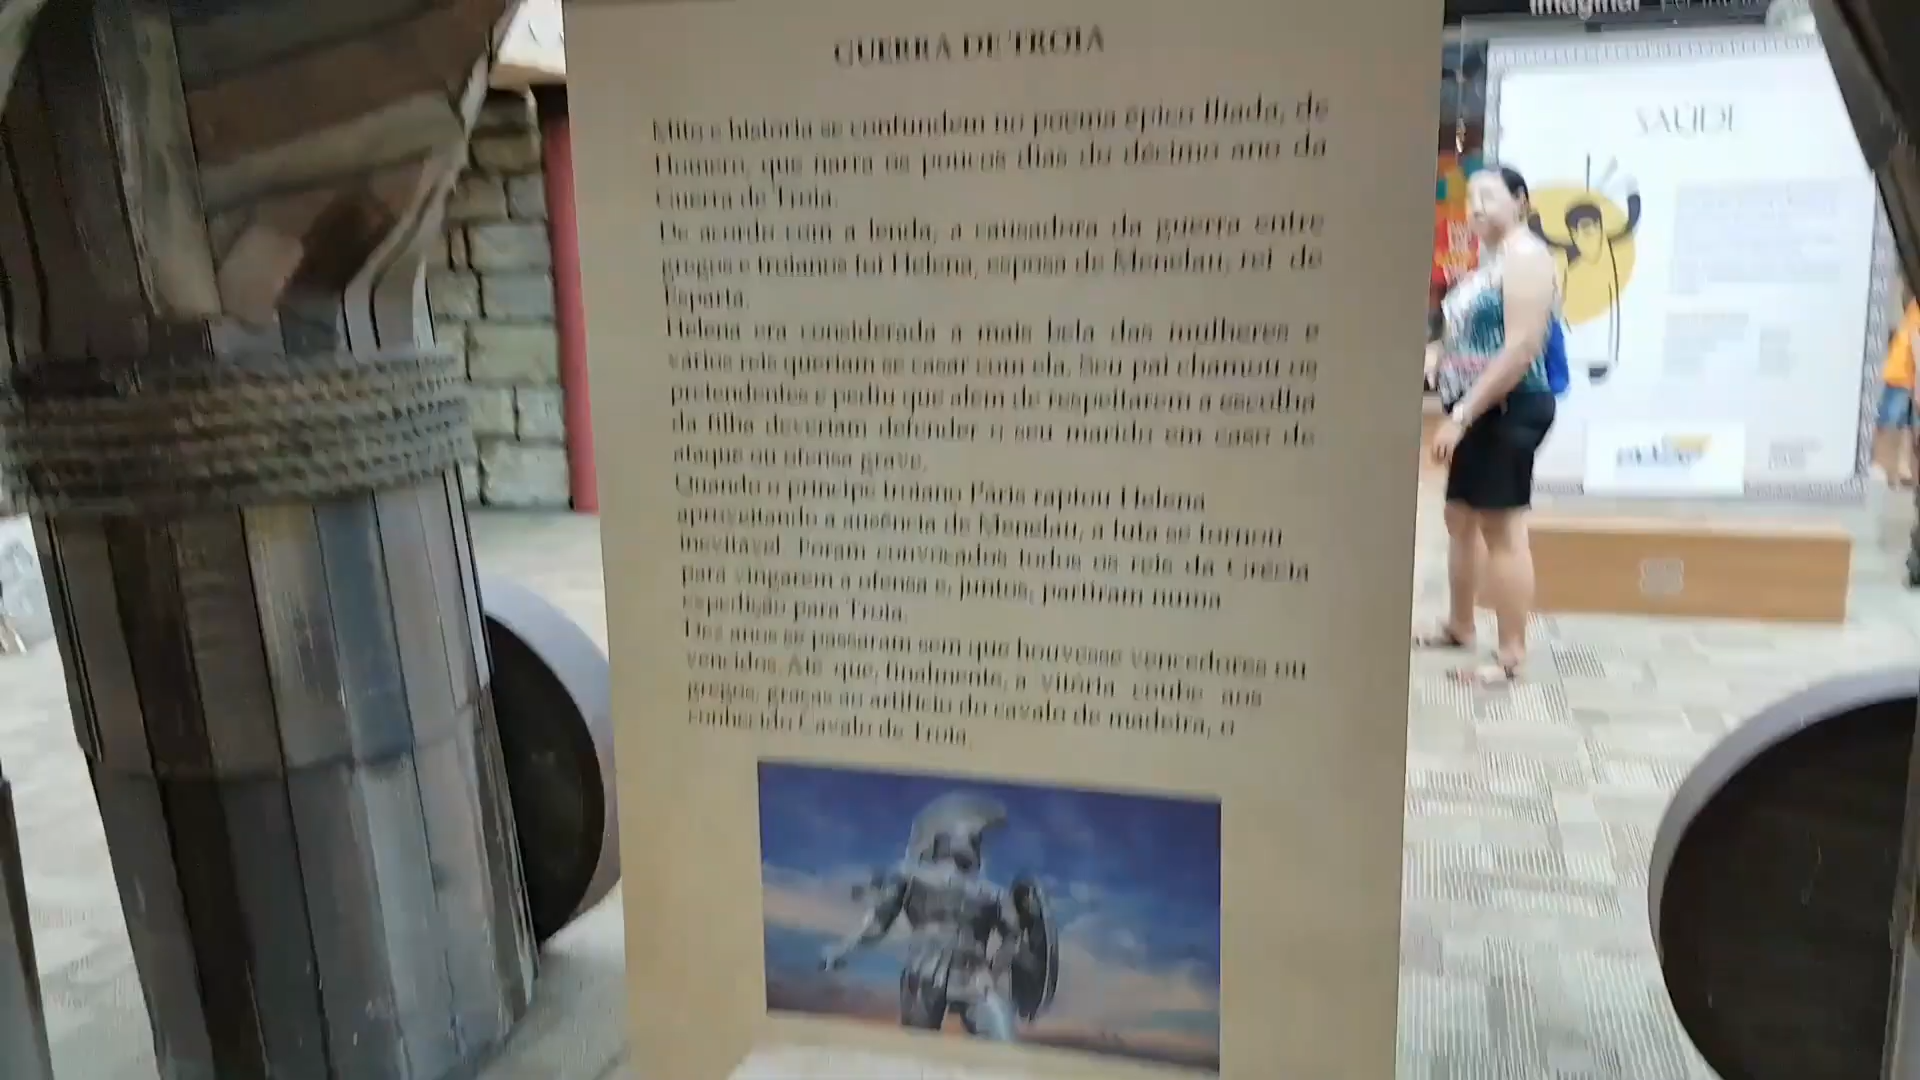 GUERRA DE TROIA
Mito e história se confundem no poema épico Ilíada, de
Homero, que narra os poucos dias do décimo ano da
Guerra de Troia.
De acordo com a lenda, a causadora da guerra entre
gregos e troianos foi Helena, esposa de Menelau, rei de
Esparta.
Helena era considerada a mais bela das mulheres e
vários reis queriam se casar com ela. Seu pai chamou os
pretendentes e pediu que além de respeitarem a escolha
da filha deveriam defender o seu marido em caso de
ataque ou ofensa grave.
Quando o príncipe troiano Páris raptou Helena
aproveitando a ausência de Menelau, a luta se tornou
inevitável. Foram convocados todos os reis da Grécia
para vingarem a ofensa e, juntos, partiram numa
expedição para Troia.
Dez anos se passaram sem que houvesse vencedores ou
vencidos. Até que, finalmente, a vitória coube aos
gregos, graças ao artifício do cavalo de madeira, o
conhecido Cavalo de Troia.
Imaginar
SAÚDE